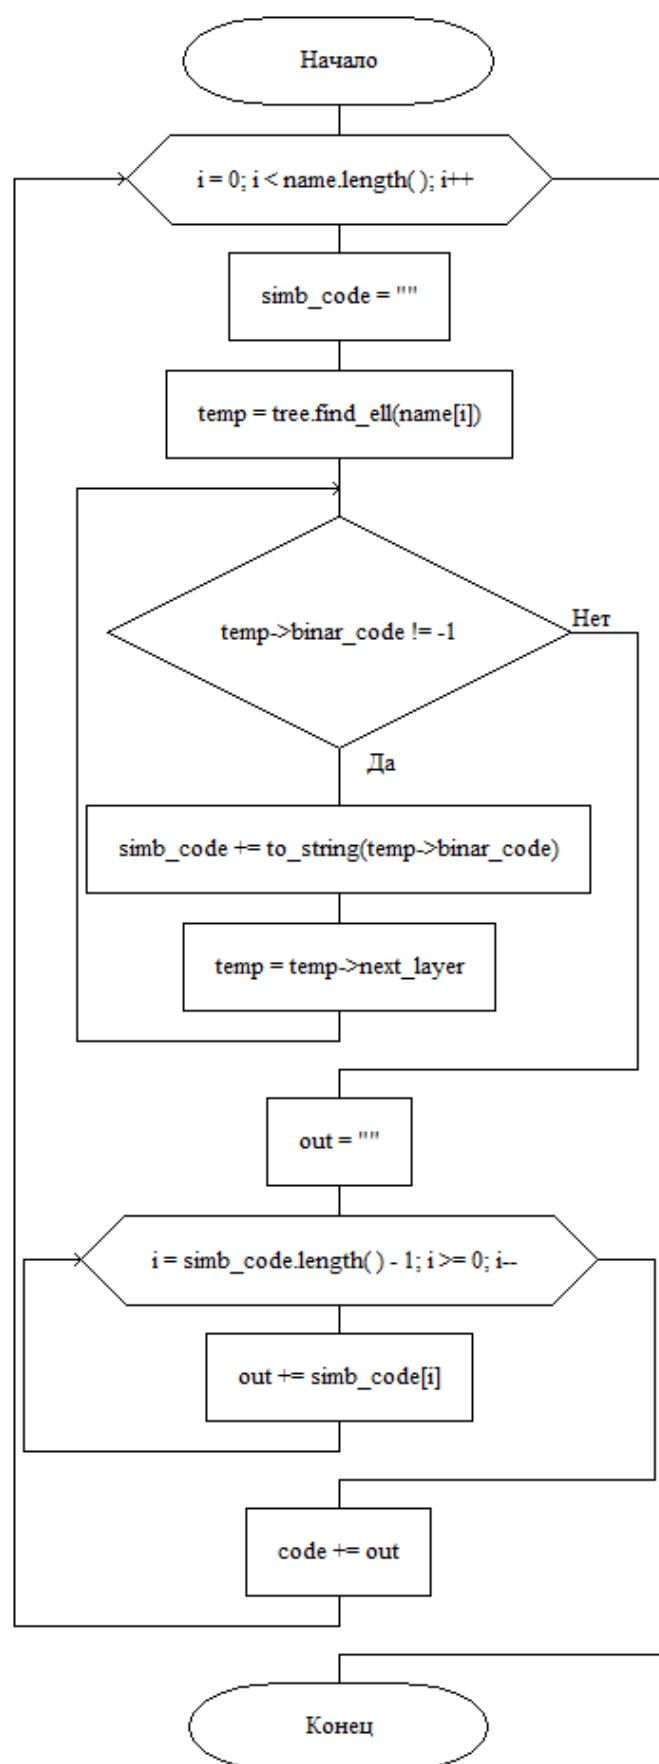 Начало
i = 0; i < name.length( ); i++
simb_code = ""
temp = tree.find_ell(name[i])
temp->binar_code != -1
Нет
Да
simb_code += to_string(temp->binar_code)
temp = temp->next_layer
out = ""
i = simb_code.length( ) - 1; i >= 0; i--
out += simb_code[i]
code += out
Конец